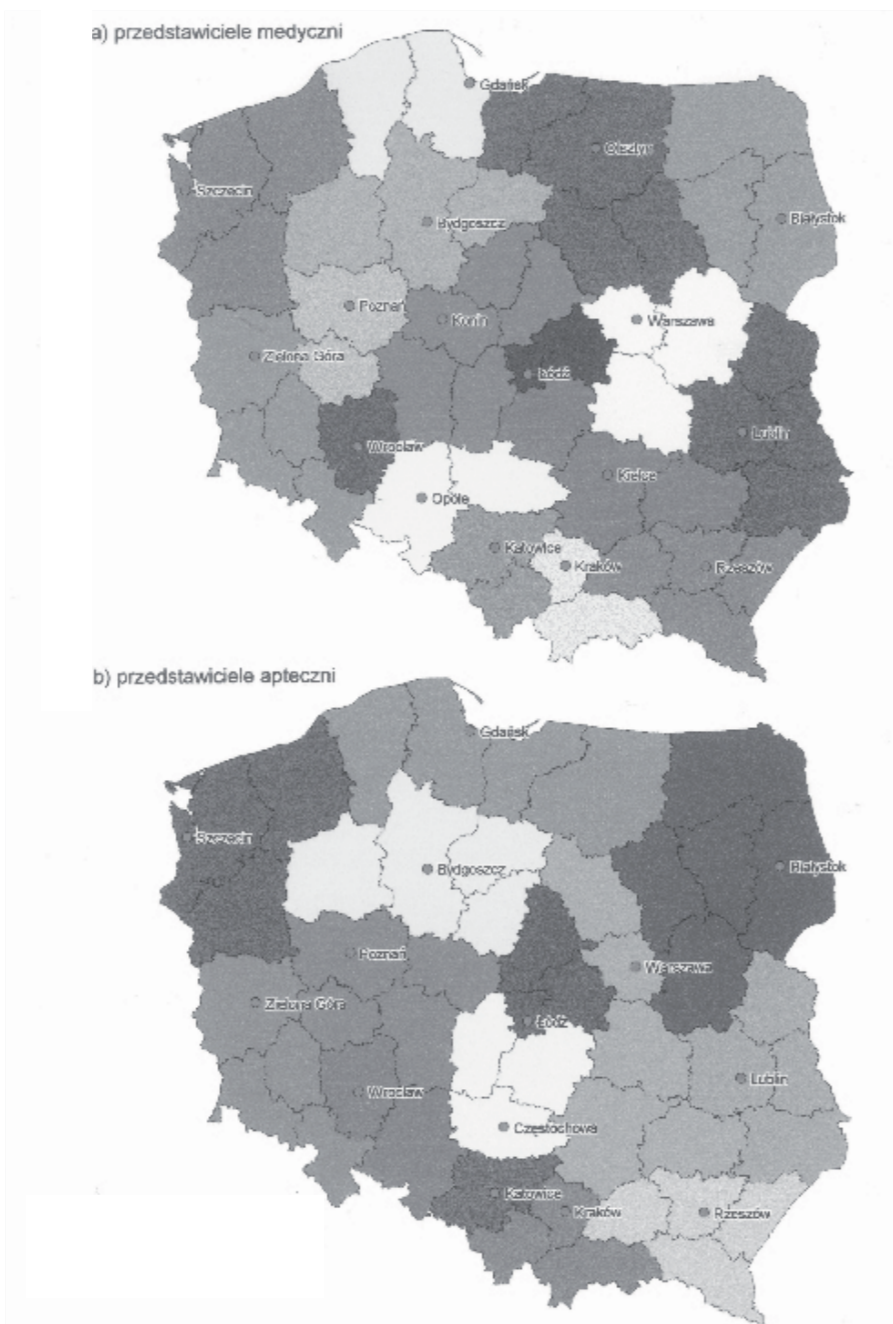 a) przedstawiciele medyczni
Gdańsk
Olsztyn
Szczecin
Białystok
Bydgoszcz
Poznań
Konin
Warszawa
Zielona Góra
Łódź
Lublin
Wrocław
Kielce
Opole
Katowice
Kraków
Rzeszów
b) przedstawiciele apteczni
Gdańsk
Szczecin
Bydgoszcz
Białystok
Poznań
Warszawa
Zielona Góra
Łódź
Lublin
Wrocław
Częstochowa
Katowice
Kraków
Rzeszów